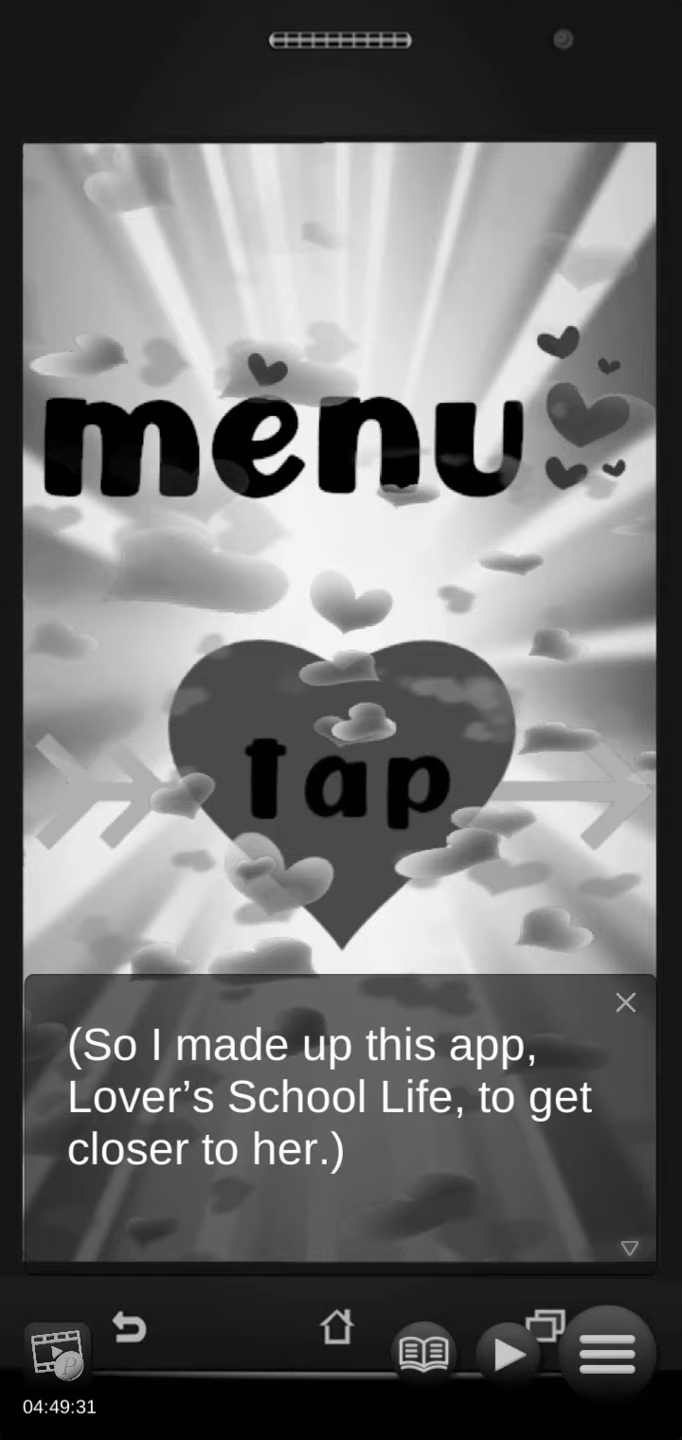 menu
tap
(So I made up this app,
Lover’s School Life, to get
closer to her.)
04:49:31